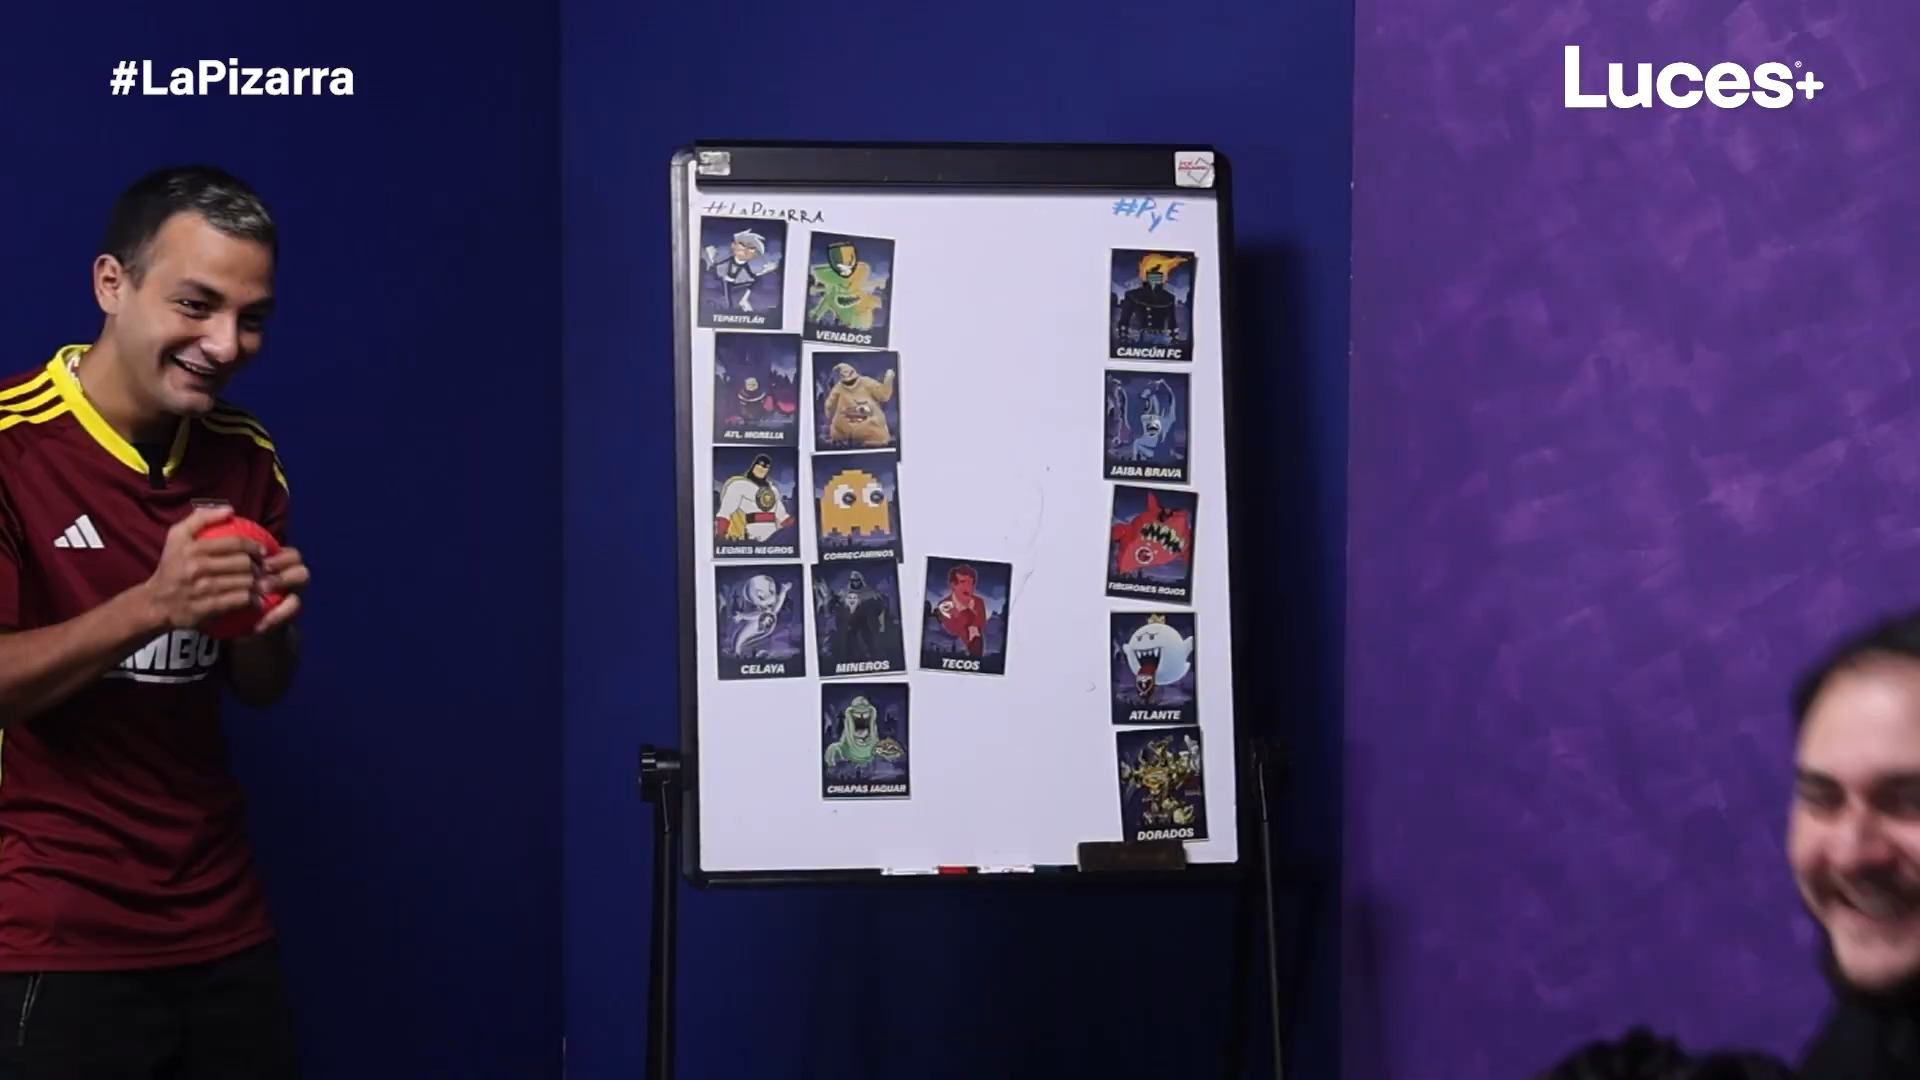 #LaPizarra
Luces+
#LaPIZARRA
#PyE
TEPATITLÁN
VENADOS
CANCÚN FC
ATL. MORELIA
JAIBA BRAVA
LEONES NEGROS
CORRECAMINOS
TIBURONES ROJOS
CELAYA
MINEROS
TECOS
ATLANTE
CHIAPAS JAGUAR
DORADOS